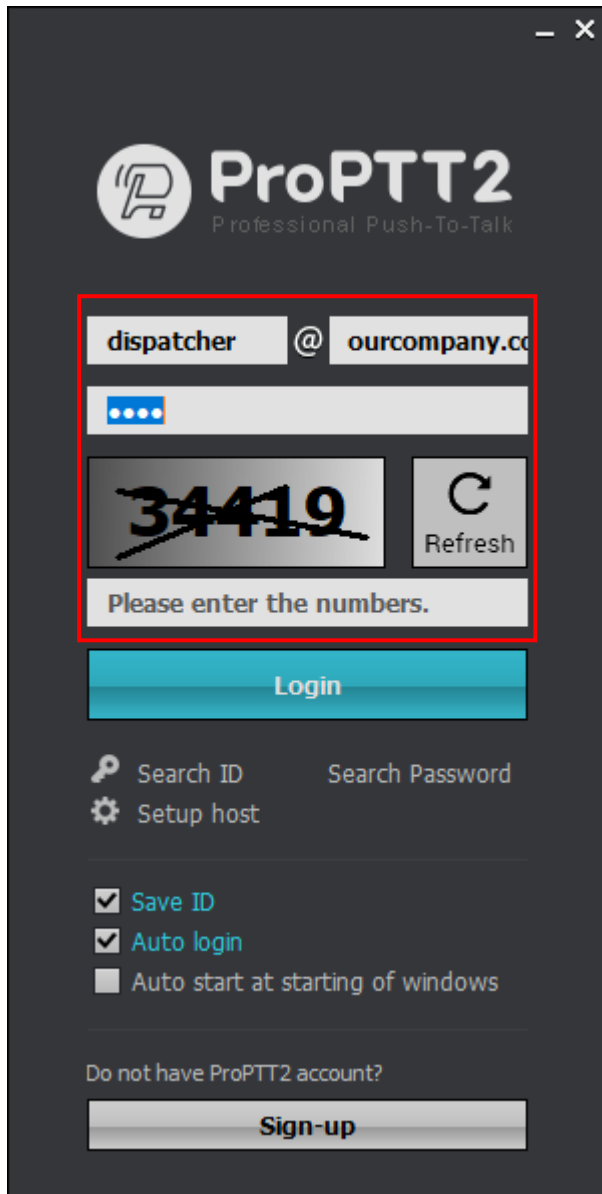 ProPTT2
Professional Push-To-Talk
dispatcher @ ourcompany.co
••••
34419
Refresh
Please enter the numbers.
Login
Search ID Search Password
Setup host
Save ID
Auto login
Auto start at starting of windows
Do not have ProPTT2 account?
Sign-up